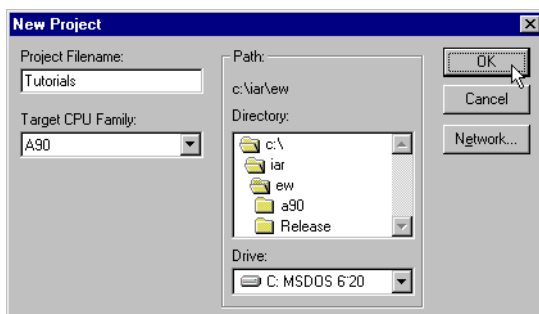 New Project
Project Filename:
Tutorials
Target CPU Family:
A90
Path:
c:\iar\ew
Directory:
c:\
iar
ew
a90
Release
Drive:
C: MSDOS 6¨20
OK
Cancel
Network...